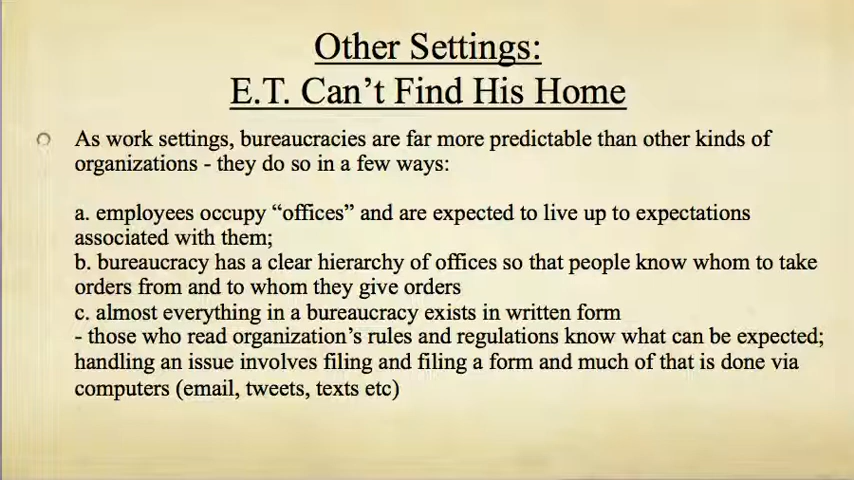 Other Settings:
E.T. Can’t Find His Home
As work settings, bureaucracies are far more predictable than other kinds of
organizations - they do so in a few ways:
a. employees occupy “offices” and are expected to live up to expectations
associated with them;
b. bureaucracy has a clear hierarchy of offices so that people know whom to take
orders from and to whom they give orders
c. almost everything in a bureaucracy exists in written form
- those who read organization’s rules and regulations know what can be expected;
handling an issue involves filing and filing a form and much of that is done via
computers (email, tweets, texts etc)